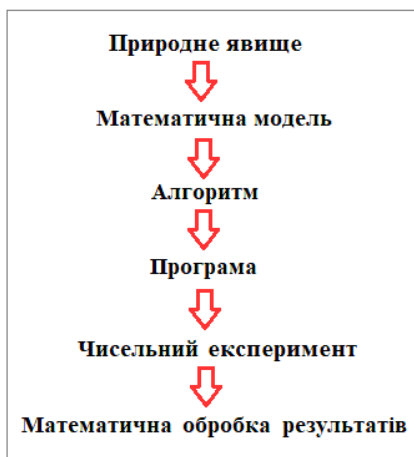 Природне явище
Математична модель
Алгоритм
Програма
Чисельний експеримент
Математична обробка результатів